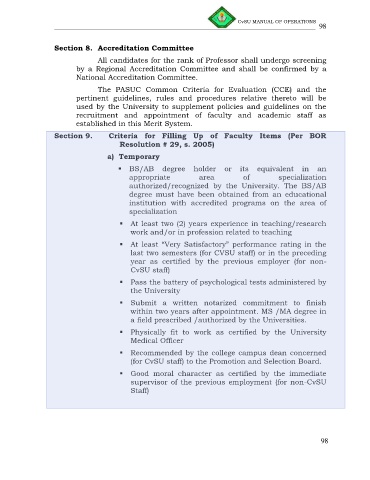 CvSU MANUAL OF OPERATIONS
98
Section 8. Accreditation Committee
All candidates for the rank of Professor shall undergo screening
by a Regional Accreditation Committee and shall be confirmed by a
National Accreditation Committee.
The PASUC Common Criteria for Evaluation (CCE) and the
pertinent guidelines, rules and procedures relative thereto will be
used by the University to supplement policies and guidelines on the
recruitment and appointment of faculty and academic staff as
established in this Merit System.
Section 9. Criteria for Filling Up of Faculty Items (Per BOR
Resolution # 29, s. 2005)
a) Temporary
▪ BS/AB degree holder or its equivalent in an
appropriate area of specialization
authorized/recognized by the University. The BS/AB
degree must have been obtained from an educational
institution with accredited programs on the area of
specialization
▪ At least two (2) years experience in teaching/research
work and/or in profession related to teaching
▪ At least “Very Satisfactory” performance rating in the
last two semesters (for CVSU staff) or in the preceding
year as certified by the previous employer (for non-
CvSU staff)
▪ Pass the battery of psychological tests administered by
the University
▪ Submit a written notarized commitment to finish
within two years after appointment. MS /MA degree in
a field prescribed /authorized by the Universities.
▪ Physically fit to work as certified by the University
Medical Officer
▪ Recommended by the college campus dean concerned
(for CvSU staff) to the Promotion and Selection Board.
▪ Good moral character as certified by the immediate
supervisor of the previous employment (for non-CvSU
Staff)
98